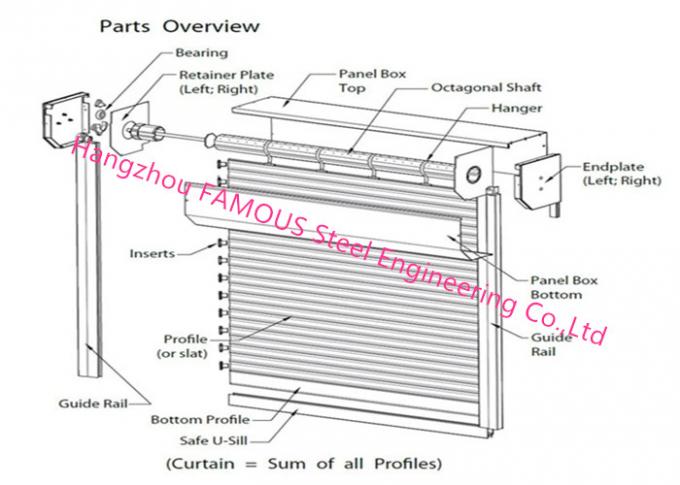 Parts Overview
Bearing
Retainer Plate
(Left; Right)
Panel Box
Top
Octagonal Shaft
Hanger
Endplate
(Left; Right)
Hangzhou FAMOUS Steel Engineering Co.,Ltd
Inserts
Panel Box
Bottom
Profile
(or slat)
Guide
Rail
Guide Rail
Bottom Profile
Safe U-Sill
(Curtain = Sum of all Profiles)